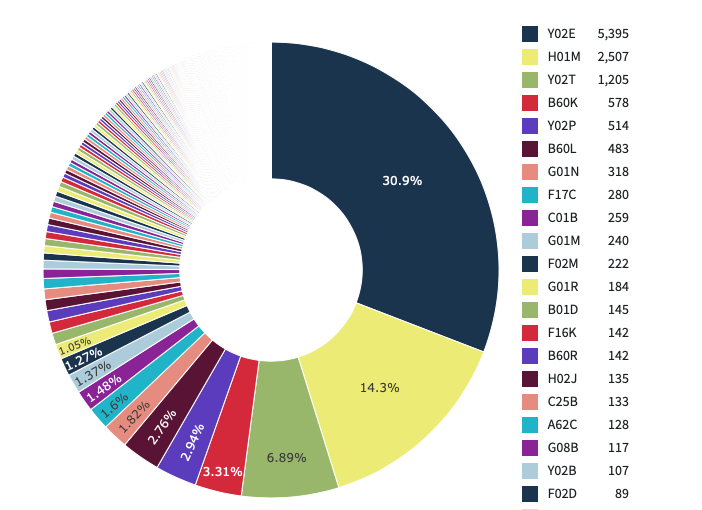 30.9%
14.3%
6.89%
3.31%
2.94%
2.76%
1.82%
1.6%
1.48%
1.37%
1.27%
1.05%
Y02E 5,395
H01M 2,507
Y02T 1,205
B60K 578
Y02P 514
B60L 483
G01N 318
F17C 280
C01B 259
G01M 240
F02M 222
G01R 184
B01D 145
F16K 142
B60R 142
H02J 135
C25B 133
A62C 128
G08B 117
Y02B 107
F02D 89